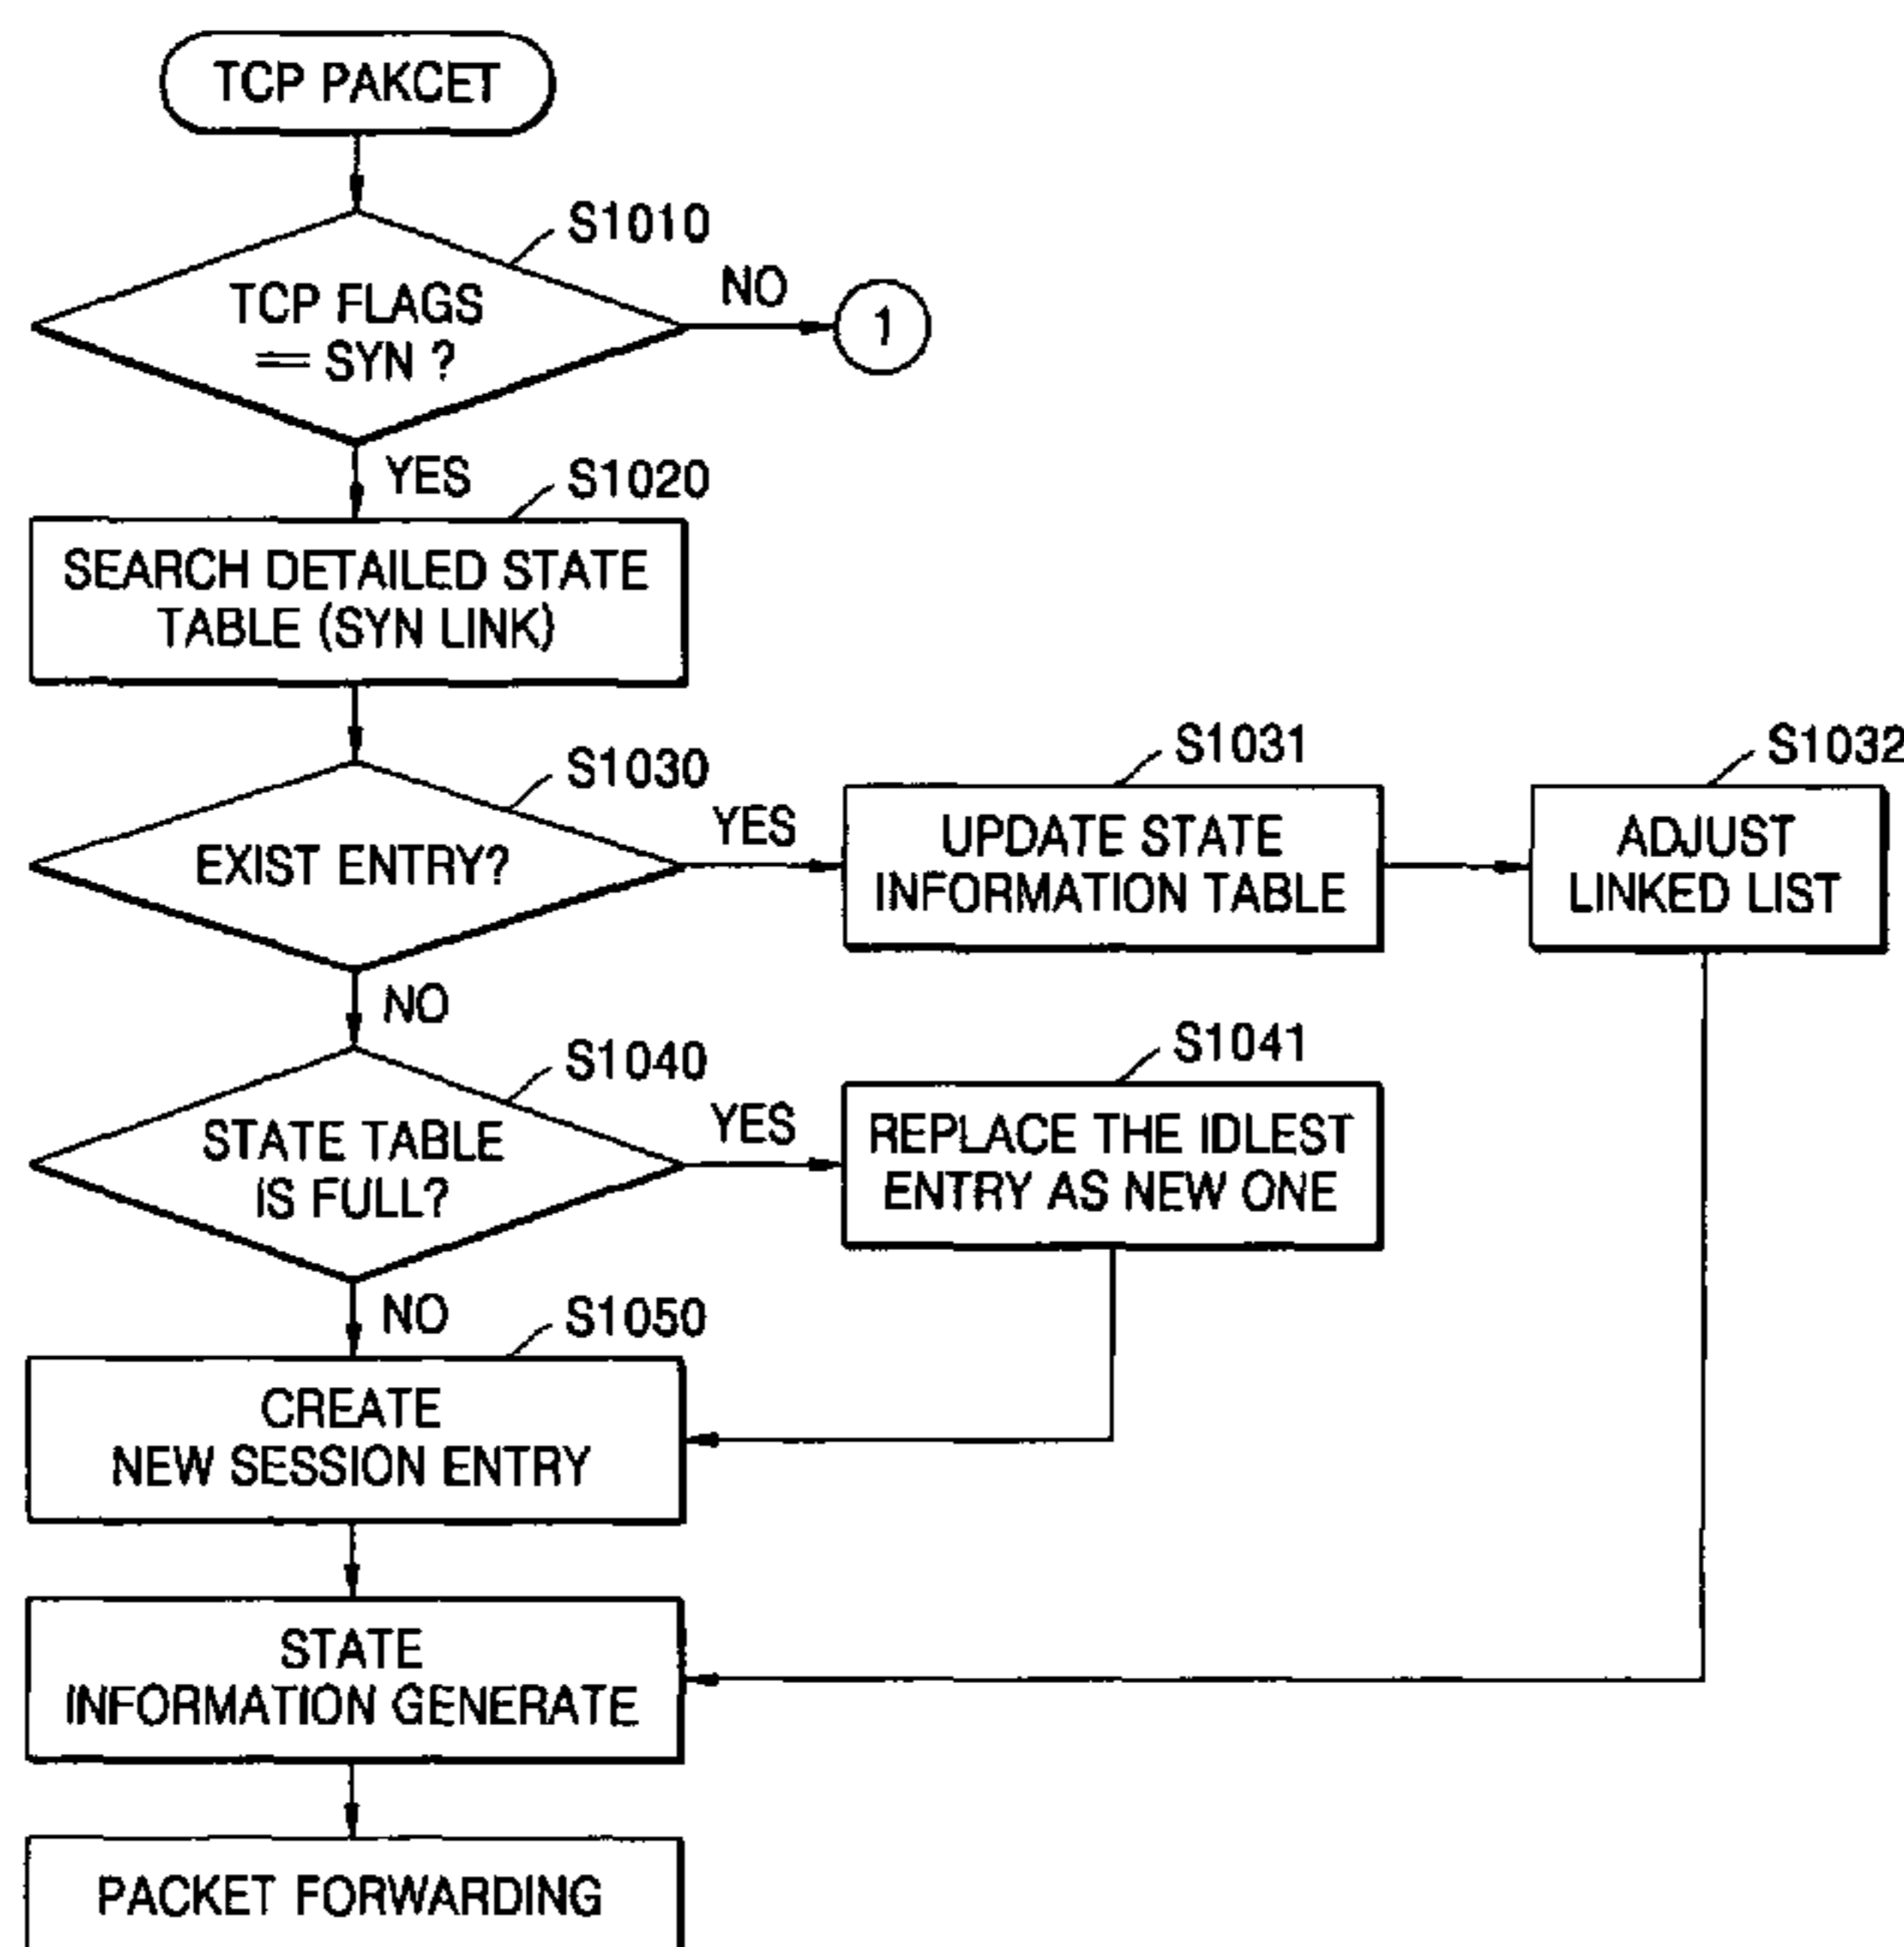 TCP PAKCET
S1010
TCP FLAGS
== SYN ?
NO
1
YES
S1020
SEARCH DETAILED STATE
TABLE (SYN LINK)
S1030
EXIST ENTRY?
YES
S1031
UPDATE STATE
INFORMATION TABLE
S1032
ADJUST
LINKED LIST
NO
S1040
STATE TABLE
IS FULL?
YES
S1041
REPLACE THE IDLEST
ENTRY AS NEW ONE
NO
S1050
CREATE
NEW SESSION ENTRY
STATE
INFORMATION GENERATE
PACKET FORWARDING